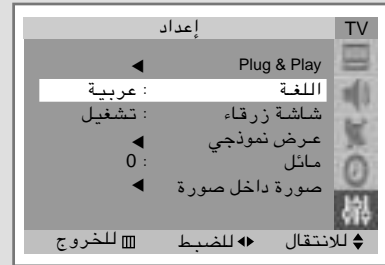 TV إعداد
Plug & Play ◄
اللغة : عربية
شاشة زرقاء : تشغيل
عرض نموذجي ◄
مائل : 0
صورة داخل صورة ◄
للانتقال للضبط للخروج